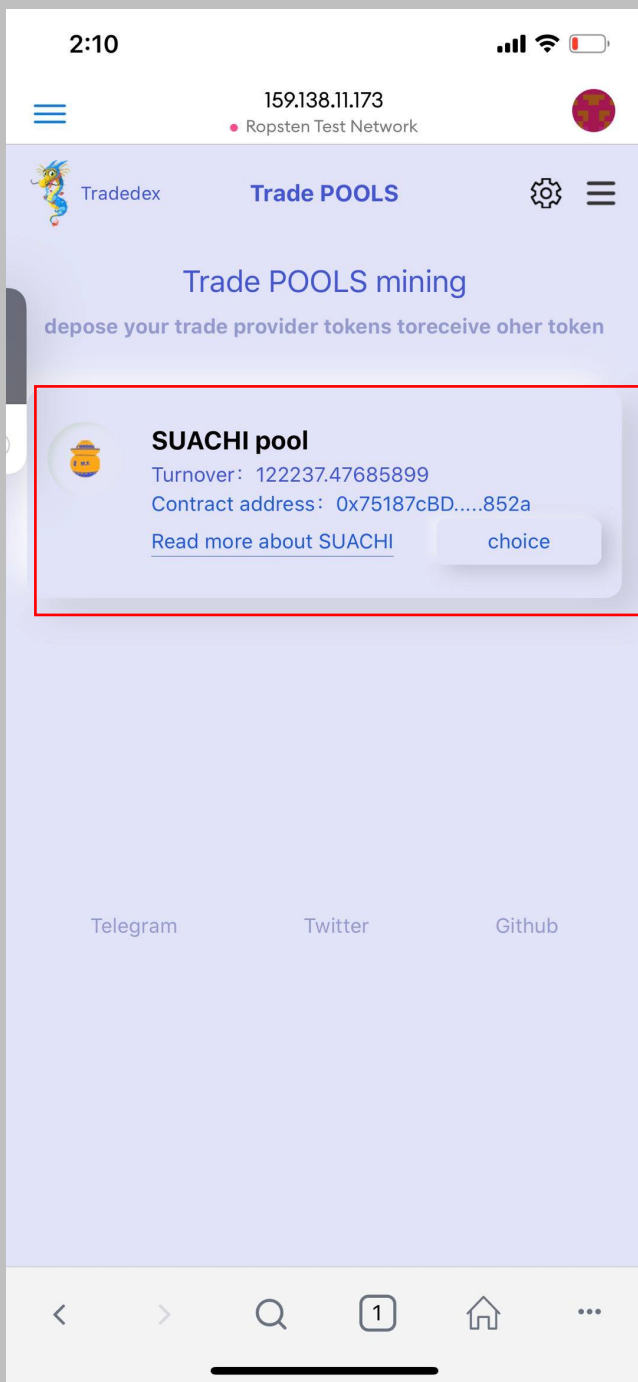 2:10
159.138.11.173
Ropsten Test Network
Tradedex
Trade POOLS
Trade POOLS mining
depose your trade provider tokens toreceive oher token
SUACHI pool
Turnover： 122237.47685899
Contract address： 0x75187cBD.....852a
Read more about SUACHI
choice
Telegram
Twitter
Github
1